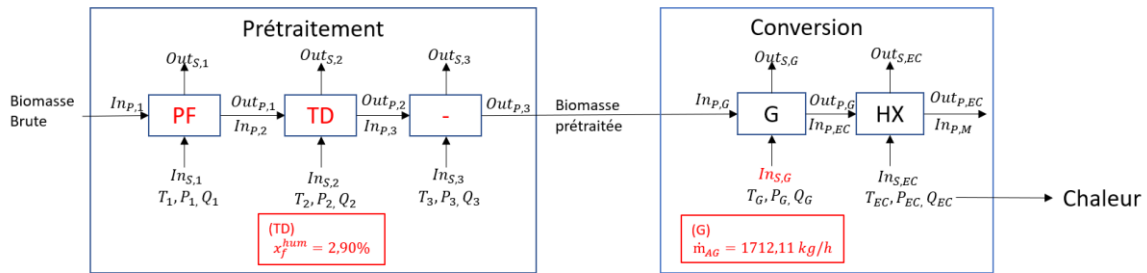 Prétraitement
Conversion
Out_{S,1}
Out_{S,2}
Out_{S,3}
Out_{S,G}
Out_{S,EC}
Biomasse
Brute
In_{P,1}
PF
Out_{P,1}
In_{P,2}
TD
Out_{P,2}
In_{P,3}
-
Out_{P,3}
Biomasse
prétraitée
In_{P,G}
G
Out_{P,G}
In_{P,EC}
HX
Out_{P,EC}
In_{P,M}
In_{S,1}
T_1, P_1, Q_1
In_{S,2}
T_2, P_2, Q_2
In_{S,3}
T_3, P_3, Q_3
In_{S,G}
T_G, P_G, Q_G
In_{S,EC}
T_{EC}, P_{EC}, Q_{EC}
Chaleur
(TD)
x_f^{hum} = 2,90%
(G)
ṁ_{AG} = 1712,11 kg/h